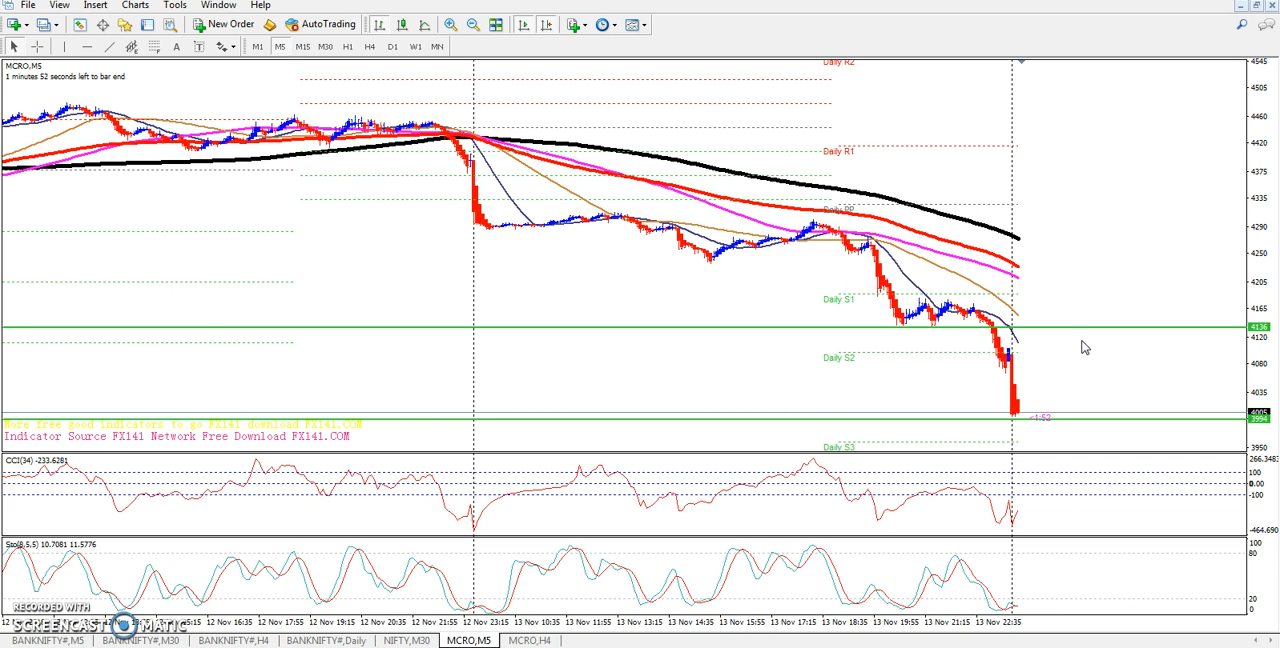 File View Insert Charts Tools Window Help
New Order AutoTrading
A T M1 M5 M15 M30 H1 H4 D1 W1 MN
MCRO,M5
1 minutes 52 seconds left to bar end
Daily R2
Daily R1
Daily PP
Daily S1
Daily S2
Daily S3
4545
4505
4460
4420
4375
4335
4290
4250
4205
4165
4136
4120
4080
4035
4005
3994
3950
<1:52
More free good indicators to go FX141 download FX141.COM
Indicator Source FX141 Network Free Download FX141.COM
CCI(34) -233.6281
266.3483
100
0.00
-100
-464.690
Sto(8,5,5) 10.7081 11.5776
100
80
20
0
RECORDED WITH
SCREENCAST MATIC
12 Nov 16:35 12 Nov 17:55 12 Nov 19:15 12 Nov 20:35 12 Nov 21:55 12 Nov 23:15 13 Nov 10:35 13 Nov 11:55 13 Nov 13:15 13 Nov 14:35 13 Nov 15:55 13 Nov 17:15 13 Nov 18:35 13 Nov 19:55 13 Nov 21:15 13 Nov 22:35
BANKNIFTY#,M5 BANKNIFTY#,M30 BANKNIFTY#,H4 BANKNIFTY#,Daily NIFTY,M30 MCRO,M5 MCRO,H4